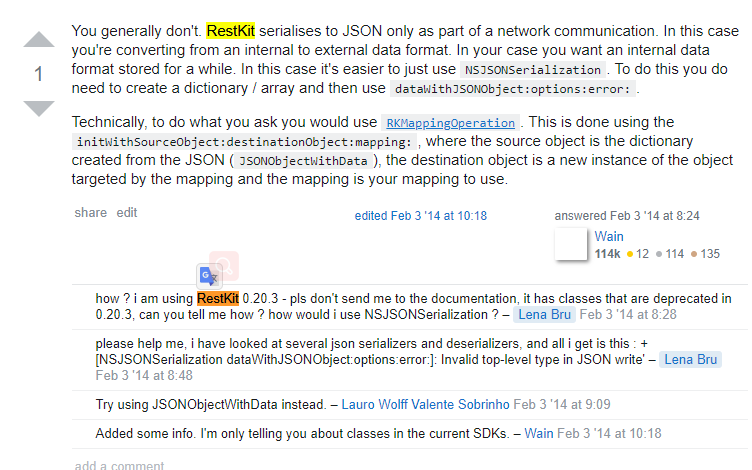 You generally don't. RestKit serialises to JSON only as part of a network communication. In this case
you're converting from an internal to external data format. In your case you want an internal data
format stored for a while. In this case it's easier to just use NSJSONSerialization . To do this you do
1
need to create a dictionary / array and then use dataWithJSONObject:options:error: .
Technically, to do what you ask you would use RKMappingOperation . This is done using the
initWithSourceObject:destinationObject:mapping: , where the source object is the dictionary
created from the JSON ( JSONObjectWithData ), the destination object is a new instance of the object
targeted by the mapping and the mapping is your mapping to use.
share edit
edited Feb 3 '14 at 10:18
answered Feb 3 '14 at 8:24
Wain
114k 12 114 135
how ? i am using RestKit 0.20.3 - pls don't send me to the documentation, it has classes that are deprecated in
0.20.3, can you tell me how ? how would i use NSJSONSerialization ? – Lena Bru Feb 3 '14 at 8:28
please help me, i have looked at several json serializers and deserializers, and all i get is this : +
[NSJSONSerialization dataWithJSONObject:options:error:]: Invalid top-level type in JSON write' – Lena Bru
Feb 3 '14 at 8:48
Try using JSONObjectWithData instead. – Lauro Wolff Valente Sobrinho Feb 3 '14 at 9:09
Added some info. I'm only telling you about classes in the current SDKs. – Wain Feb 3 '14 at 10:18
add a comment